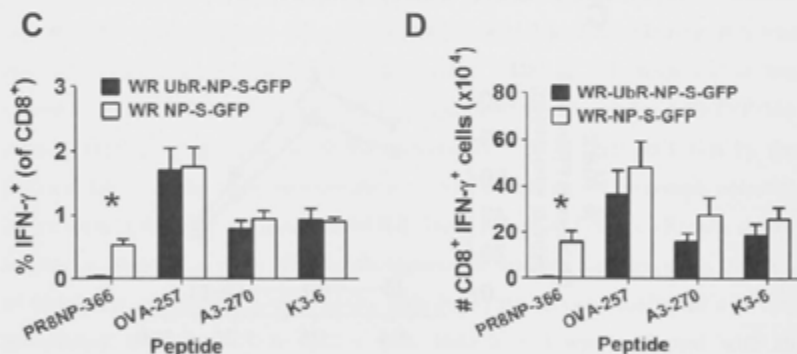 C
WR UbR-NP-S-GFP
WR NP-S-GFP
% IFN-γ+ (of CD8+)
3
2
1
0
*
PR8NP-366
OVA-257
A3-270
K3-6
Peptide
D
WR-UbR-NP-S-GFP
WR-NP-S-GFP
# CD8+ IFN-γ+ cells (x10⁴)
80
60
40
20
0
*
PR8NP-366
OVA-257
A3-270
K3-6
Peptide